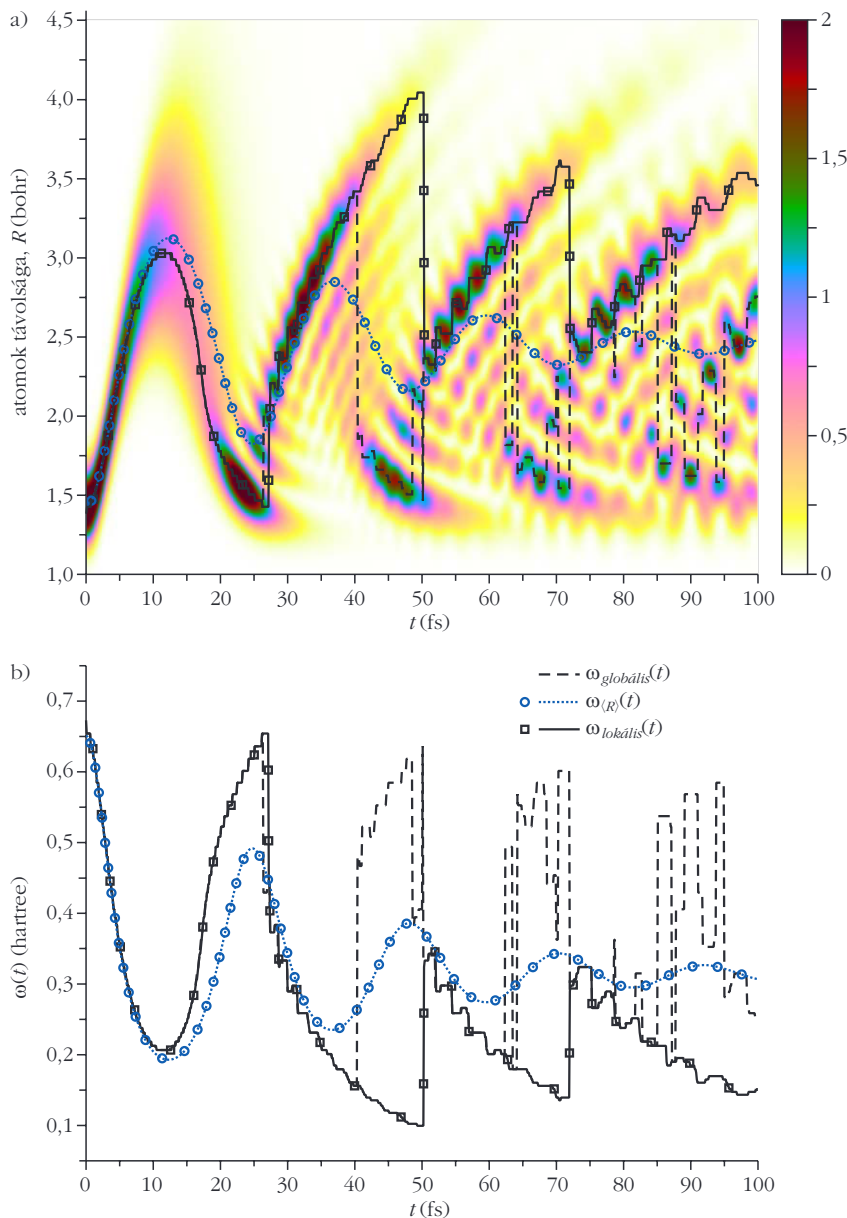 a)
atomok távolsága, R (bohr)
4,5
4,0
3,5
3,0
2,5
2,0
1,5
1,0
0 10 20 30 40 50 60 70 80 90 100
t (fs)
2
1,5
1
0,5
0
b)
ω(t) (hartree)
0,7
0,6
0,5
0,4
0,3
0,2
0,1
ω_globális(t)
ω_⟨R⟩(t)
ω_lokális(t)
0 10 20 30 40 50 60 70 80 90 100
t (fs)